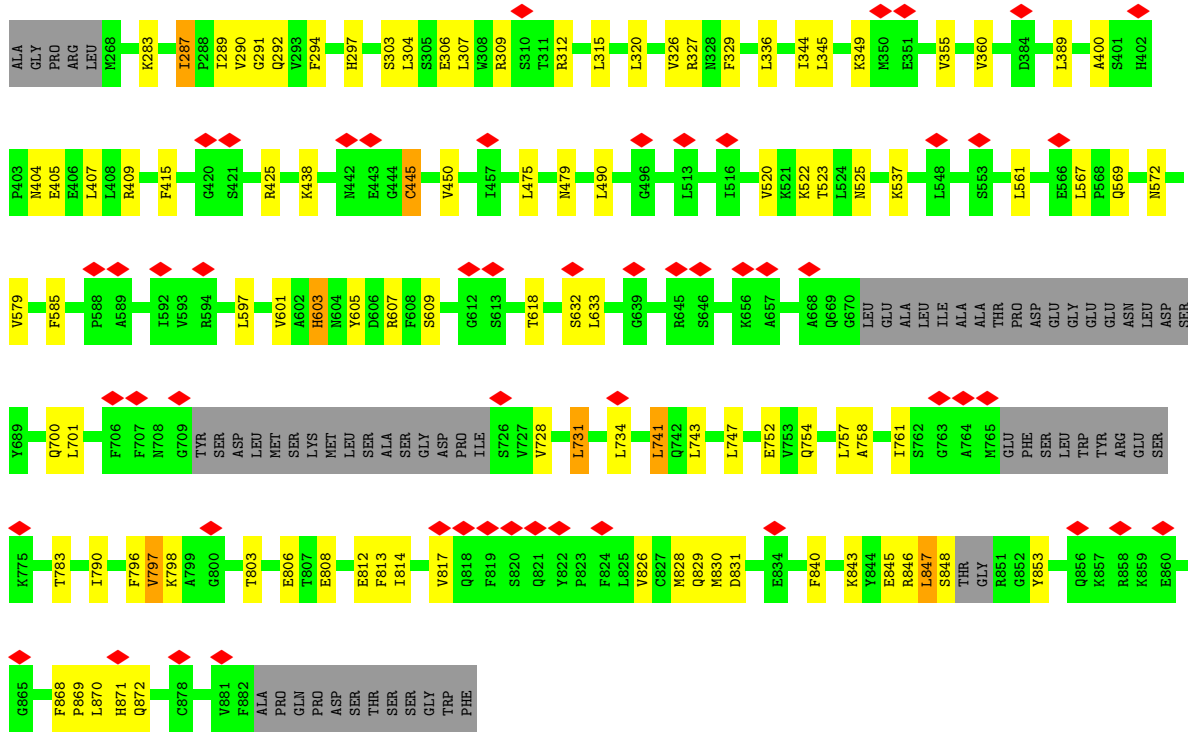 ALA GLY PRO ARG LEU M268 K283 I287 P288 I289 V290 G291 Q292 V293 F294 H297 S303 L304 S305 E306 L307 W308 R309 S310 T311 R312 L315 L320 V326 R327 N328 F329 L336 I344 L345 K349 M350 E351 V355 V360 D384 L389 A400 S401 H402
P403 N404 E405 E406 L407 L408 R409 F415 G420 S421 R425 K438 N442 E443 G444 C445 V450 I457 L475 N479 L490 G496 L513 I516 V520 K521 K522 T523 L524 N525 K537 L548 S553 L561 E566 L567 P568 Q569 N572
V579 F585 P588 A589 I592 V593 R594 L597 V601 A602 H603 N604 Y605 D606 R607 F608 S609 G612 S613 T618 S632 L633 G639 R645 S646 K656 A657 A668 Q669 G670 LEU GLU ALA LEU ILE ALA ALA THR PRO ASP GLU GLY GLU GLU ASN LEU ASP SER
Y689 Q700 L701 F706 F707 N708 G709 TYR SER ASP LEU MET SER LYS MET LEU SER ALA SER GLY ASP PRO ILE S726 V727 V728 L731 L734 L741 Q742 L743 L747 E752 V753 Q754 L757 A758 I761 S762 G763 A764 M765 GLU PHE SER LEU TRP TYR ARG GLU SER
K775 T783 I790 F796 V797 K798 A799 G800 T803 E806 T807 E808 E812 F813 I814 V817 Q818 F819 S820 Q821 Y822 P823 F824 L825 V826 C827 M828 Q829 M830 D831 E834 F840 K843 Y844 E845 R846 L847 S848 THR GLY R851 G852 Y853 Q856 K857 R858 K859 E860
G865 F868 P869 L870 H871 Q872 C878 V881 F882 ALA PRO GLN PRO ASP SER THR SER SER GLY TRP PHE